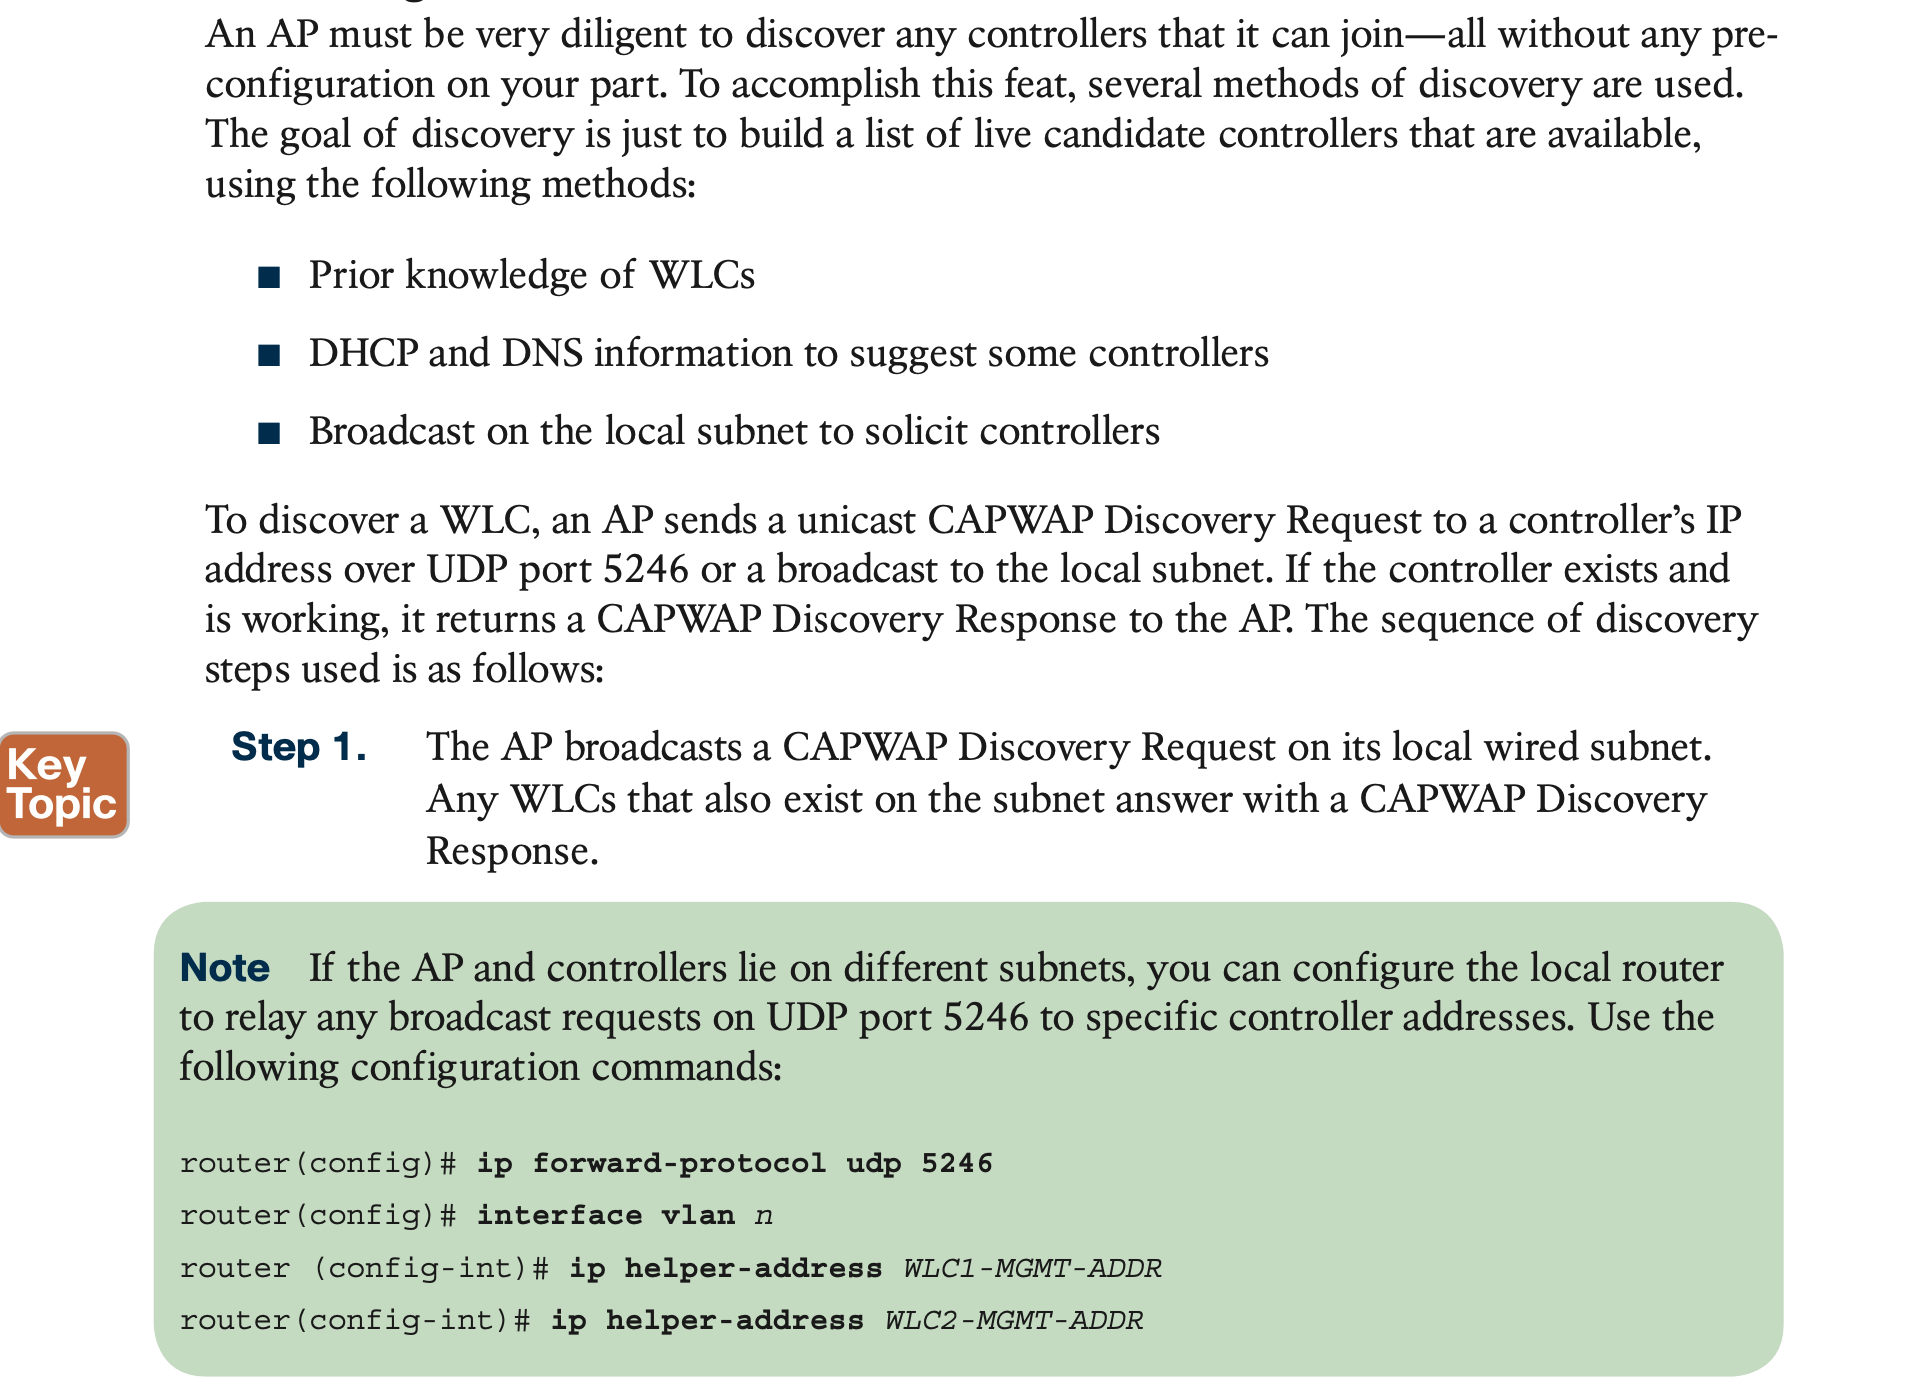 An AP must be very diligent to discover any controllers that it can join—all without any pre-
configuration on your part. To accomplish this feat, several methods of discovery are used.
The goal of discovery is just to build a list of live candidate controllers that are available,
using the following methods:
■ Prior knowledge of WLCs
■ DHCP and DNS information to suggest some controllers
■ Broadcast on the local subnet to solicit controllers
To discover a WLC, an AP sends a unicast CAPWAP Discovery Request to a controller’s IP
address over UDP port 5246 or a broadcast to the local subnet. If the controller exists and
is working, it returns a CAPWAP Discovery Response to the AP. The sequence of discovery
steps used is as follows:
Key
Topic
Step 1. The AP broadcasts a CAPWAP Discovery Request on its local wired subnet.
Any WLCs that also exist on the subnet answer with a CAPWAP Discovery
Response.
Note If the AP and controllers lie on different subnets, you can configure the local router
to relay any broadcast requests on UDP port 5246 to specific controller addresses. Use the
following configuration commands:
router(config)# ip forward-protocol udp 5246
router(config)# interface vlan n
router (config-int)# ip helper-address WLC1-MGMT-ADDR
router(config-int)# ip helper-address WLC2-MGMT-ADDR